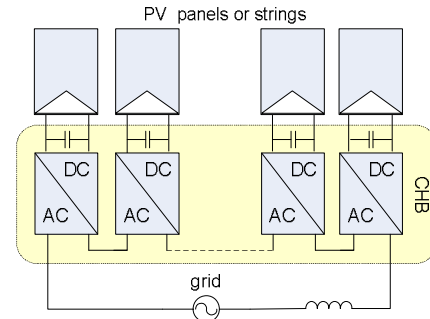 PV panels or strings
DC DC DC DC
AC AC AC AC
CHB
grid